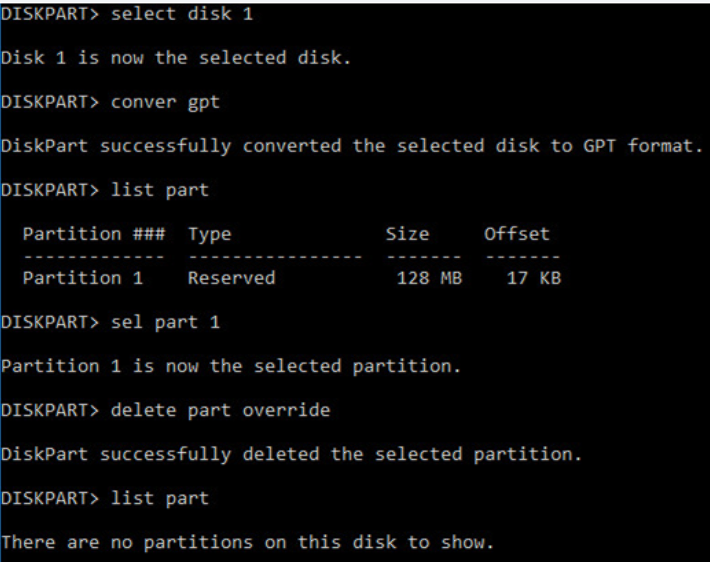 DISKPART> select disk 1
Disk 1 is now the selected disk.
DISKPART> conver gpt
DiskPart successfully converted the selected disk to GPT format.
DISKPART> list part
Partition ### Type Size Offset
------------- ---------------- ------- -------
Partition 1 Reserved 128 MB 17 KB
DISKPART> sel part 1
Partition 1 is now the selected partition.
DISKPART> delete part override
DiskPart successfully deleted the selected partition.
DISKPART> list part
There are no partitions on this disk to show.